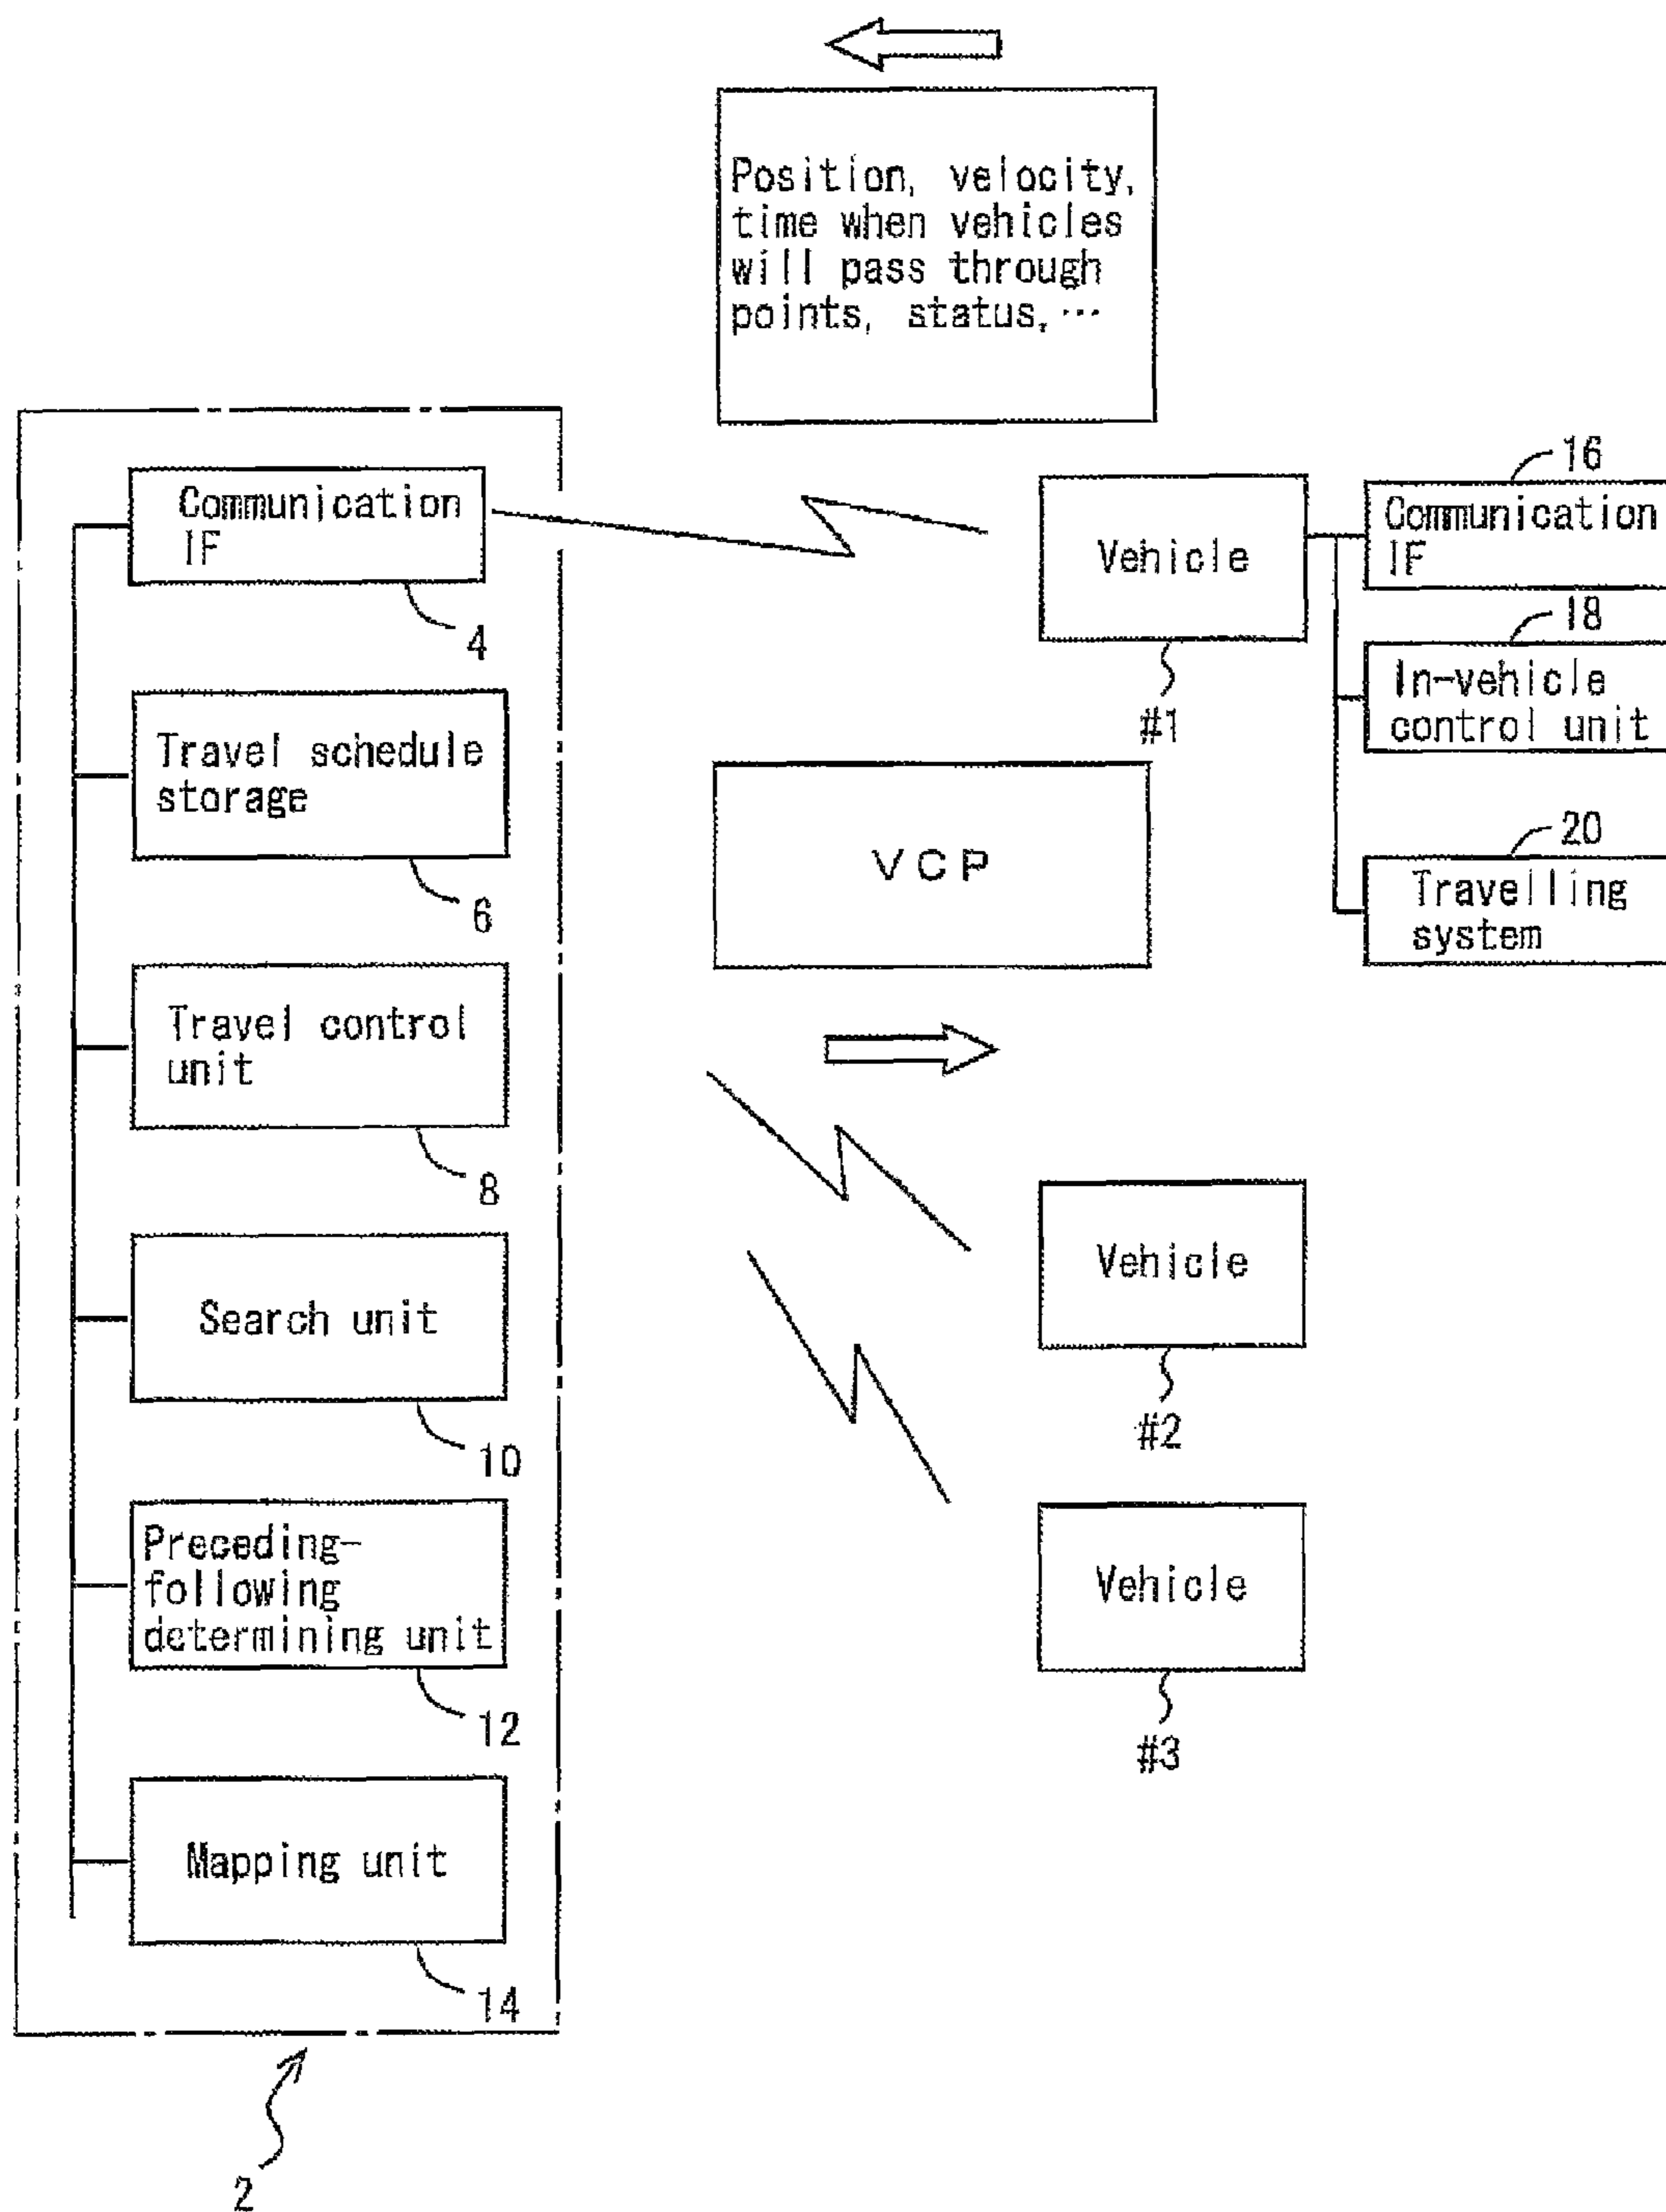 Position, velocity,
time when vehicles
will pass through
points, status, ···
Communication
IF
4
Travel schedule
storage
6
Travel control
unit
8
Search unit
10
Preceding-
following
determining unit
12
Mapping unit
14
2
Vehicle
#1
16
Communication
IF
18
In-vehicle
control unit
20
Travelling
system
VCP
Vehicle
#2
Vehicle
#3